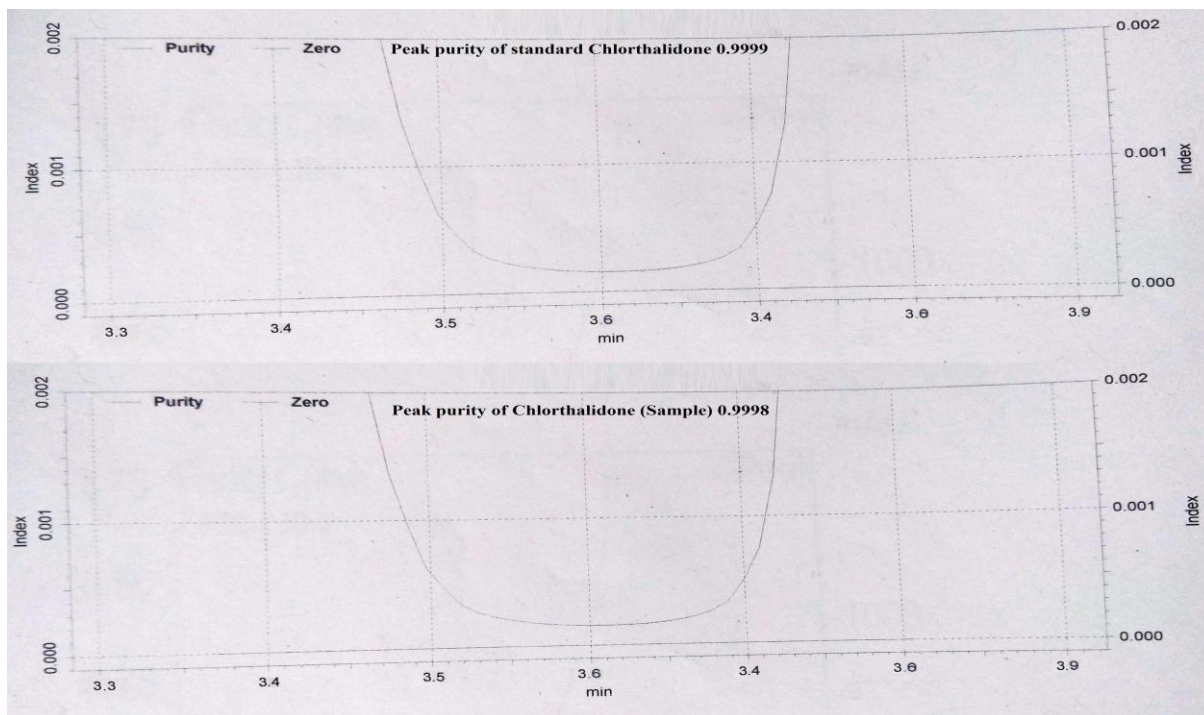 0.002
Purity Zero
Peak purity of standard Chlorthalidone 0.9999
0.002
Index
0.001
0.001
Index
0.000
0.000
3.3 3.4 3.5 3.6 3.4 3.6 3.9
min
0.002
Purity Zero
Peak purity of Chlorthalidone (Sample) 0.9998
0.002
Index
0.001
0.001
Index
0.000
0.000
3.3 3.4 3.5 3.6 3.4 3.6 3.9
min